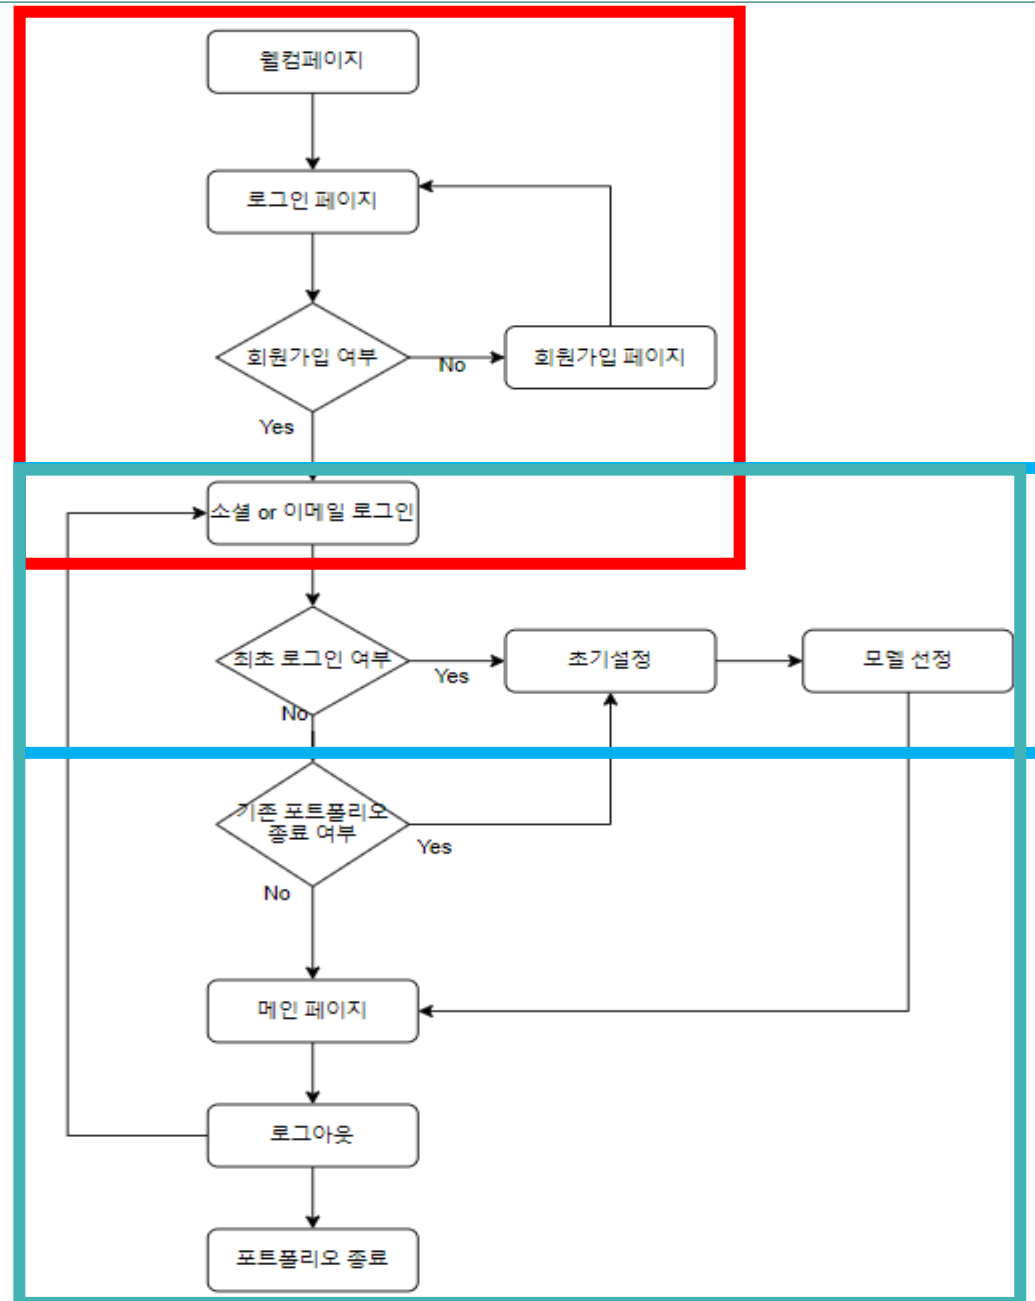 웰컴페이지
로그인 페이지
회원가입 여부
No
회원가입 페이지
Yes
소셜 or 이메일 로그인
최초 로그인 여부
Yes
초기설정
모델 선정
No
기존 포트폴리오
종료 여부
Yes
No
메인 페이지
로그아웃
포트폴리오 종료